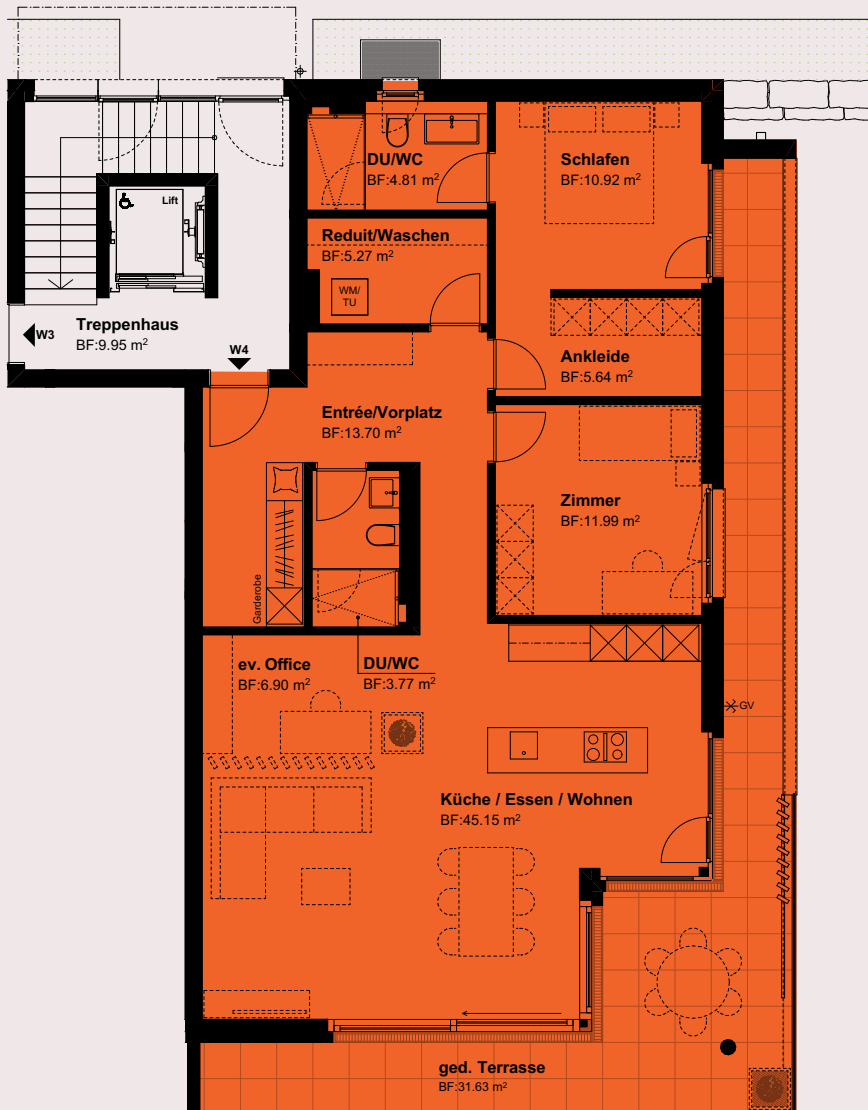 DU/WC
BF:4.81 m²
Schlafen
BF:10.92 m²
Lift
Reduit/Waschen
BF:5.27 m²
WM/
TU
Treppenhaus
BF:9.95 m²
W3
W4
Ankleide
BF:5.64 m²
Entrée/Vorplatz
BF:13.70 m²
Zimmer
BF:11.99 m²
Garderobe
ev. Office
BF:6.90 m²
DU/WC
BF:3.77 m²
GV
Küche / Essen / Wohnen
BF:45.15 m²
ged. Terrasse
BF:31.63 m²